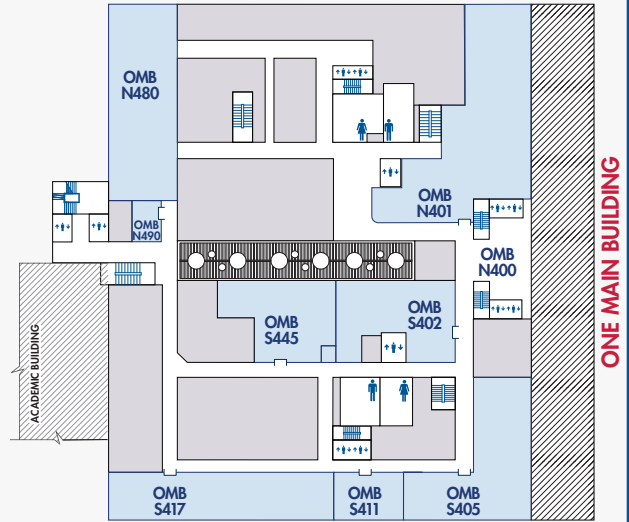 OMB
N480
OMB
N401
OMB
N490
OMB
N400
ONE MAIN BUILDING
OMB
S445
OMB
S402
ACADEMIC BUILDING
OMB
S417
OMB
S411
OMB
S405